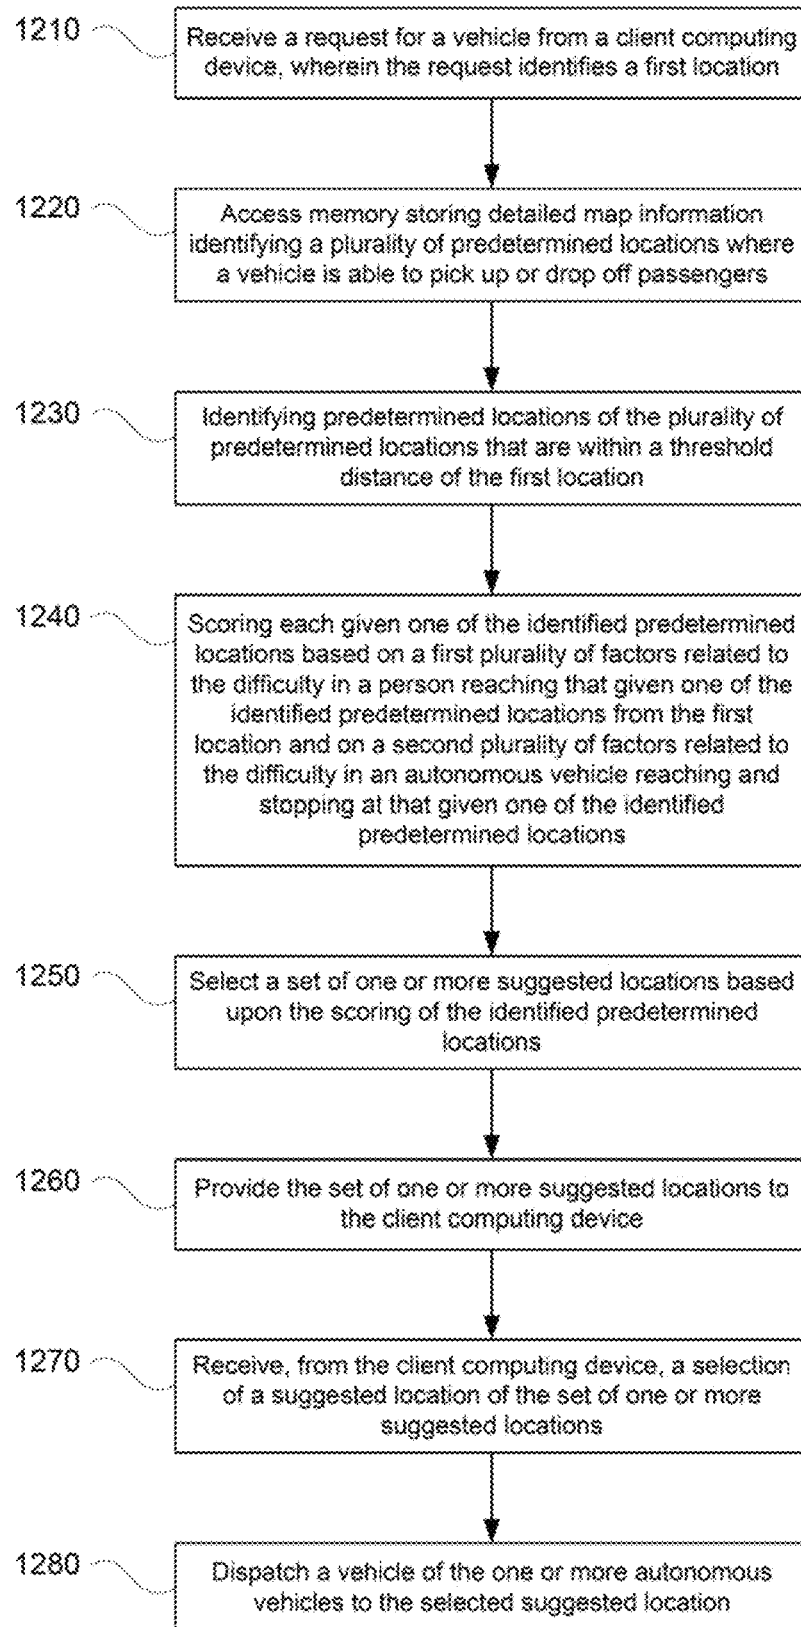 1210
Receive a request for a vehicle from a client computing
device, wherein the request identifies a first location
1220
Access memory storing detailed map information
identifying a plurality of predetermined locations where
a vehicle is able to pick up or drop off passengers
1230
Identifying predetermined locations of the plurality of
predetermined locations that are within a threshold
distance of the first location
1240
Scoring each given one of the identified predetermined
locations based on a first plurality of factors related to
the difficulty in a person reaching that given one of the
identified predetermined locations from the first
location and on a second plurality of factors related to
the difficulty in an autonomous vehicle reaching and
stopping at that given one of the identified
predetermined locations
1250
Select a set of one or more suggested locations based
upon the scoring of the identified predetermined
locations
1260
Provide the set of one or more suggested locations to
the client computing device
1270
Receive, from the client computing device, a selection
of a suggested location of the set of one or more
suggested locations
1280
Dispatch a vehicle of the one or more autonomous
vehicles to the selected suggested location